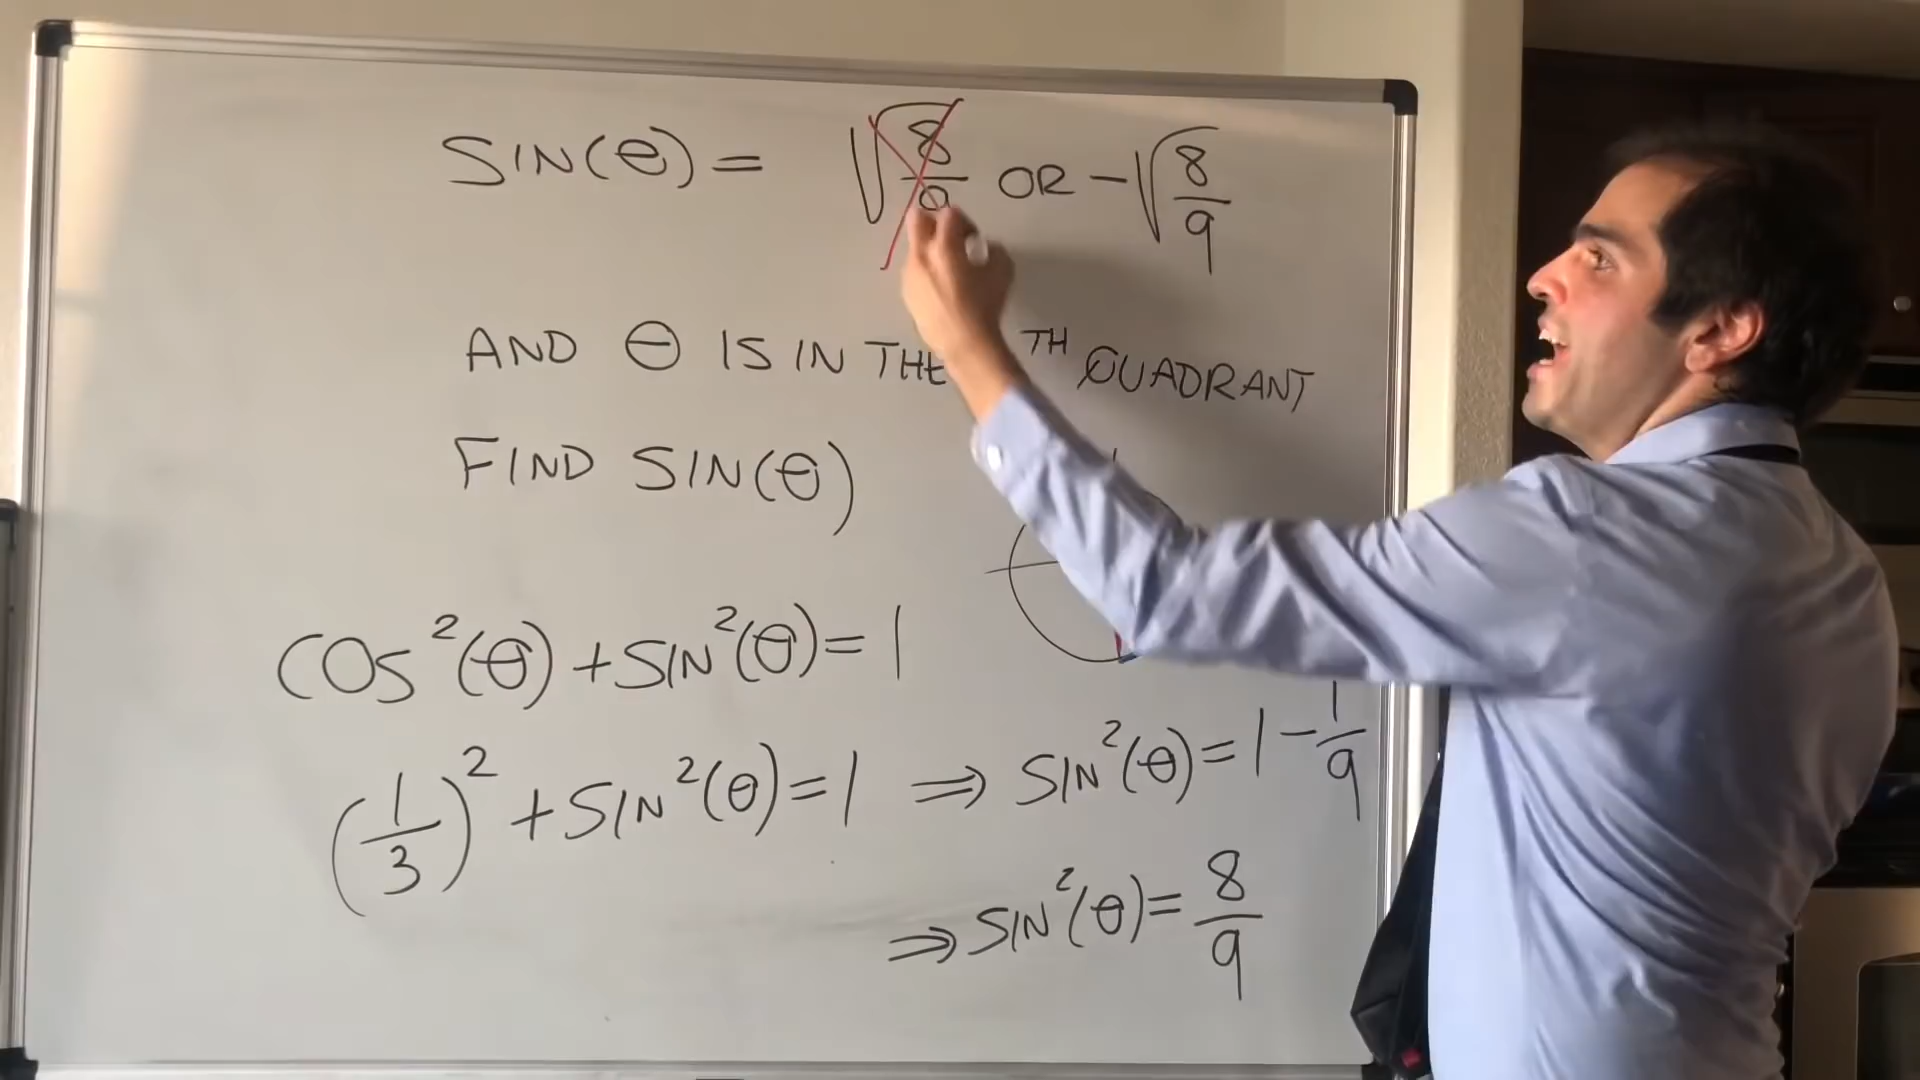 SIN(θ) = √8/9 OR -√8/9
AND θ IS IN THE TH QUADRANT
FIND SIN(θ)
COS²(θ) + SIN²(θ) = 1
(1/3)² + SIN²(θ) = 1 ⇒ SIN²(θ) = 1 - 1/9
⇒ SIN²(θ) = 8/9